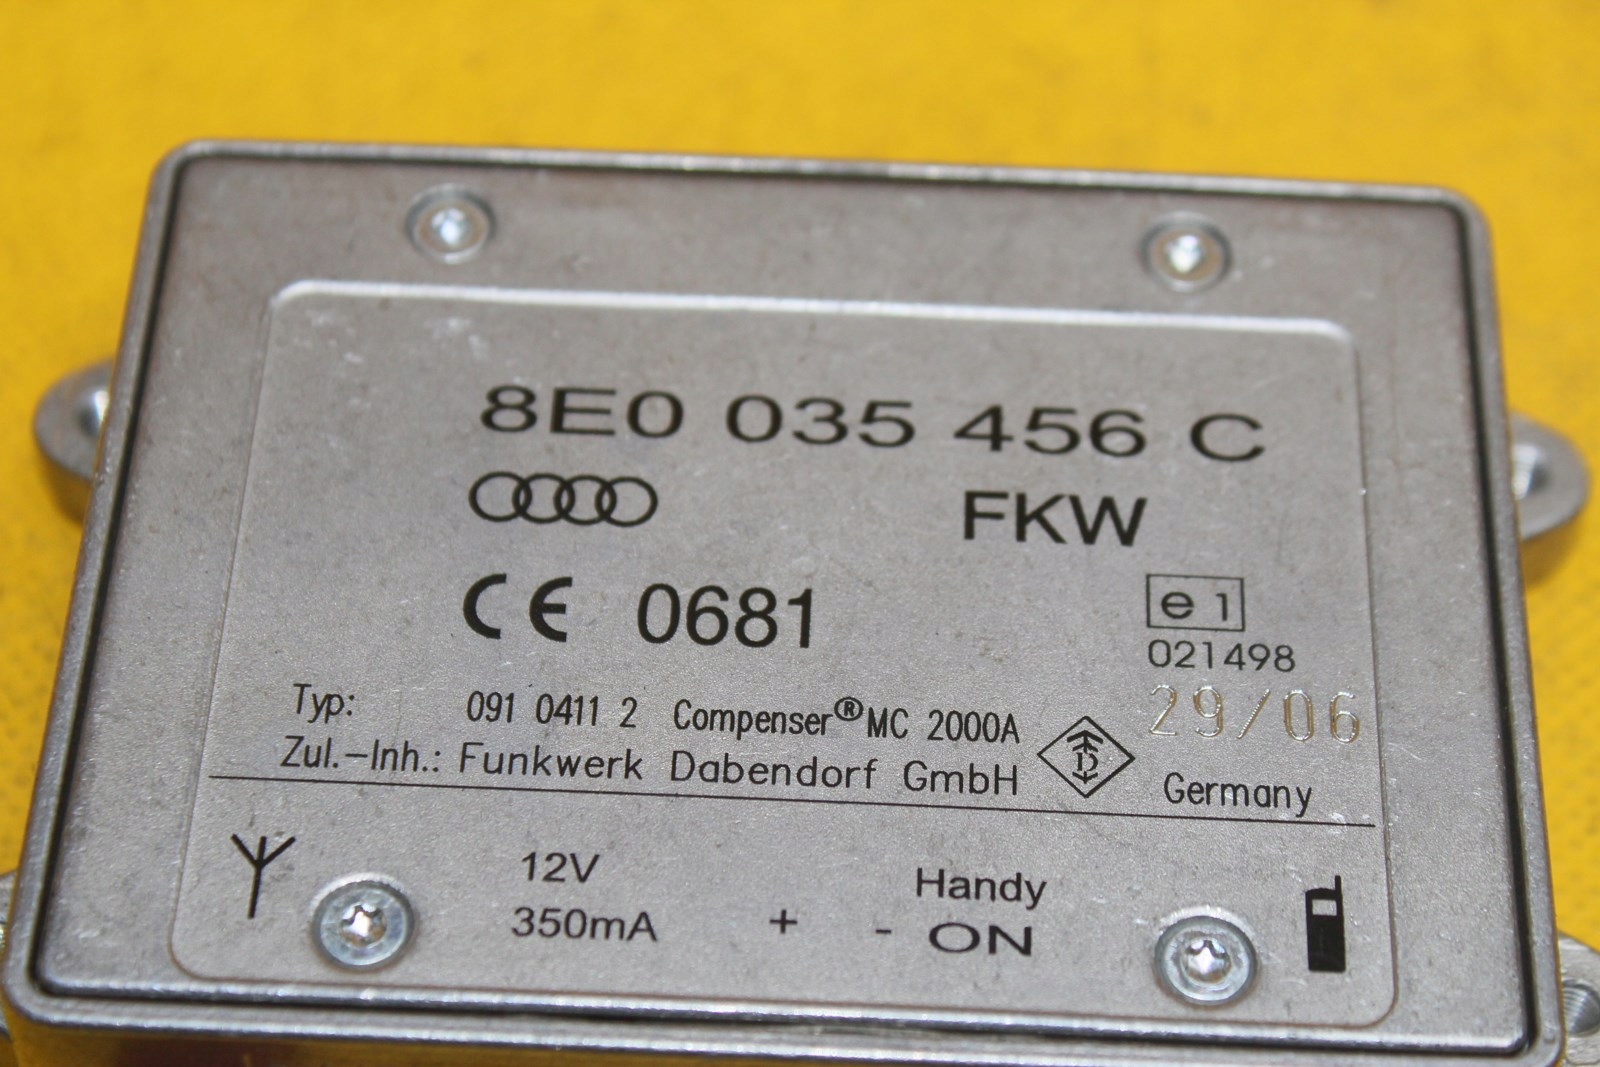 8E0 035 456 C
FKW
CE 0681
e 1
021498
29/06
Typ: 091 0411 2 Compenser® MC 2000A
Zul.-Inh.: Funkwerk Dabendorf GmbH
Germany
12V
350mA
+ -
Handy
ON